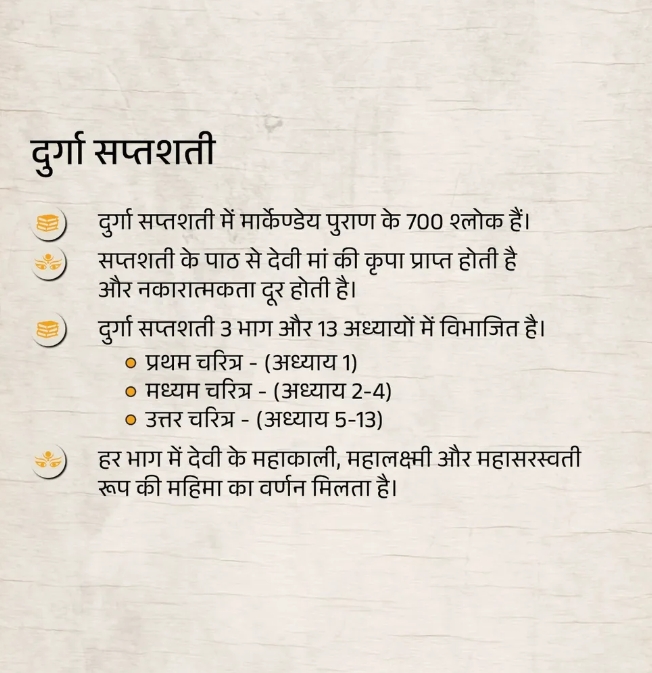 दुर्गा सप्तशती
दुर्गा सप्तशती में मार्केण्डेय पुराण के 700 श्लोक हैं।
सप्तशती के पाठ से देवी मां की कृपा प्राप्त होती है
और नकारात्मकता दूर होती है।
दुर्गा सप्तशती 3 भाग और 13 अध्यायों में विभाजित है।
प्रथम चरित्र - (अध्याय 1)
मध्यम चरित्र - (अध्याय 2-4)
उत्तर चरित्र - (अध्याय 5-13)
हर भाग में देवी के महाकाली, महालक्ष्मी और महासरस्वती
रूप की महिमा का वर्णन मिलता है।